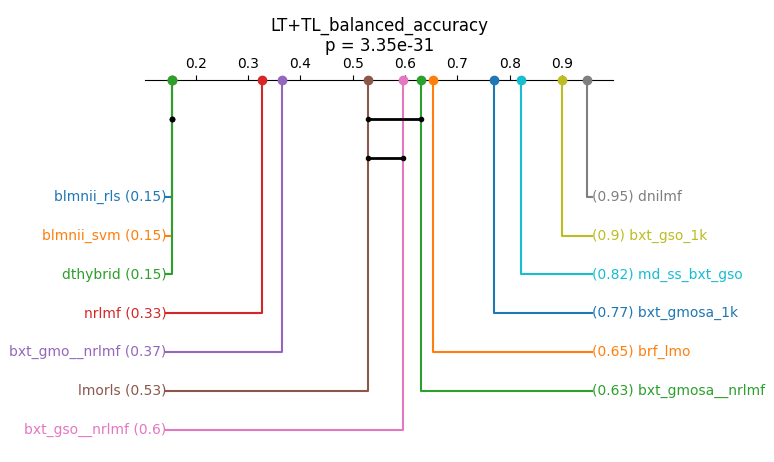 LT+TL_balanced_accuracy
p = 3.35e-31
0.2 0.3 0.4 0.5 0.6 0.7 0.8 0.9
blmnii_rls (0.15) (0.95) dnilmf
blmnii_svm (0.15) (0.9) bxt_gso_1k
dthybrid (0.15) (0.82) md_ss_bxt_gso
nrlmf (0.33) (0.77) bxt_gmosa_1k
bxt_gmo__nrlmf (0.37) (0.65) brf_lmo
lmorls (0.53) (0.63) bxt_gmosa__nrlmf
bxt_gso__nrlmf (0.6)